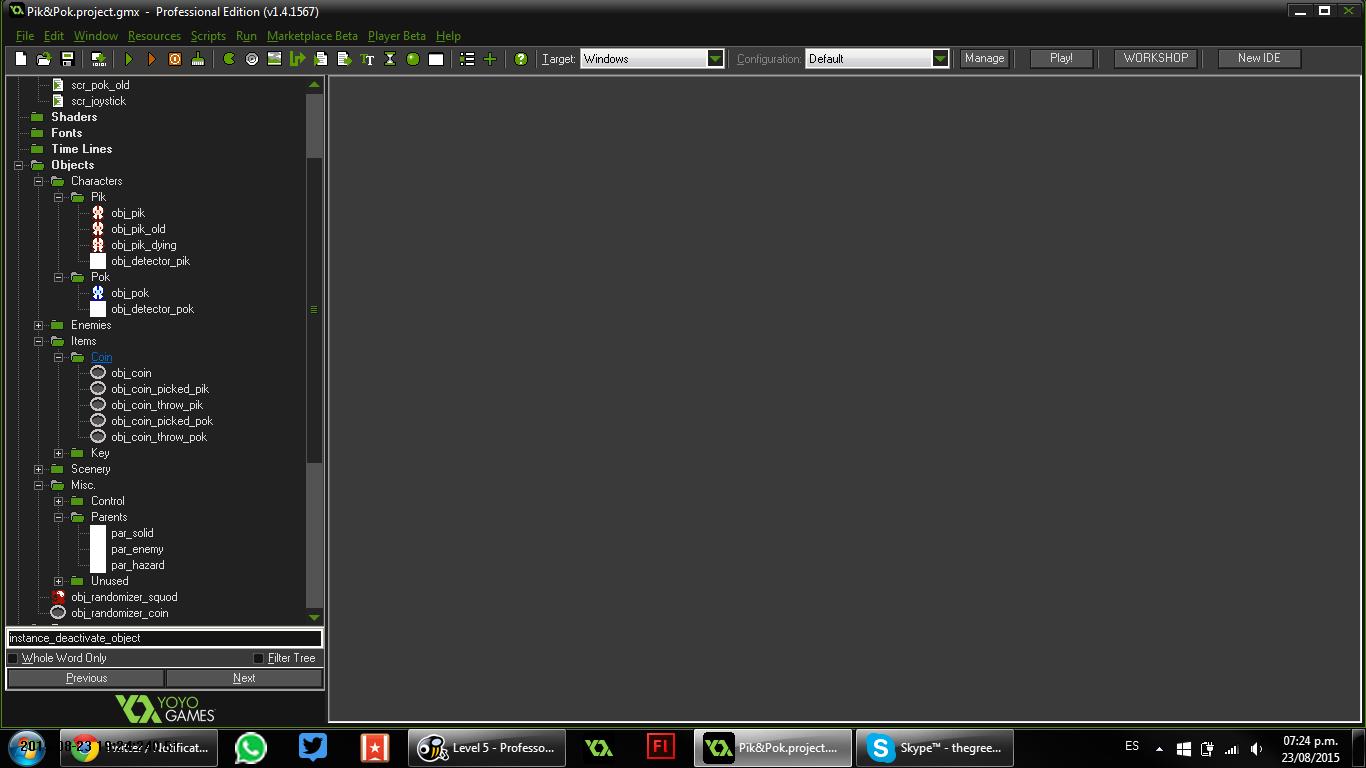 Pik&Pok.project.gmx - Professional Edition (v1.4.1567)
File Edit Window Resources Scripts Run Marketplace Beta Player Beta Help
Target: Windows Configuration: Default Manage Play! WORKSHOP New IDE
scr_pok_old
scr_joystick
Shaders
Fonts
Time Lines
Objects
Characters
Pik
obj_pik
obj_pik_old
obj_pik_dying
obj_detector_pik
Pok
obj_pok
obj_detector_pok
Enemies
Items
Coin
obj_coin
obj_coin_picked_pik
obj_coin_throw_pik
obj_coin_picked_pok
obj_coin_throw_pok
Key
Scenery
Misc.
Control
Parents
par_solid
par_enemy
par_hazard
Unused
obj_randomizer_squod
obj_randomizer_coin
instance_deactivate_object
Whole Word Only Filter Tree
Previous Next
YOYO
GAMES
Twitter / Notificat...
Level 5 - Professo...
Fl
Pik&Pok.project....
Skype™ - thegree...
ES
07:24 p.m.
23/08/2015